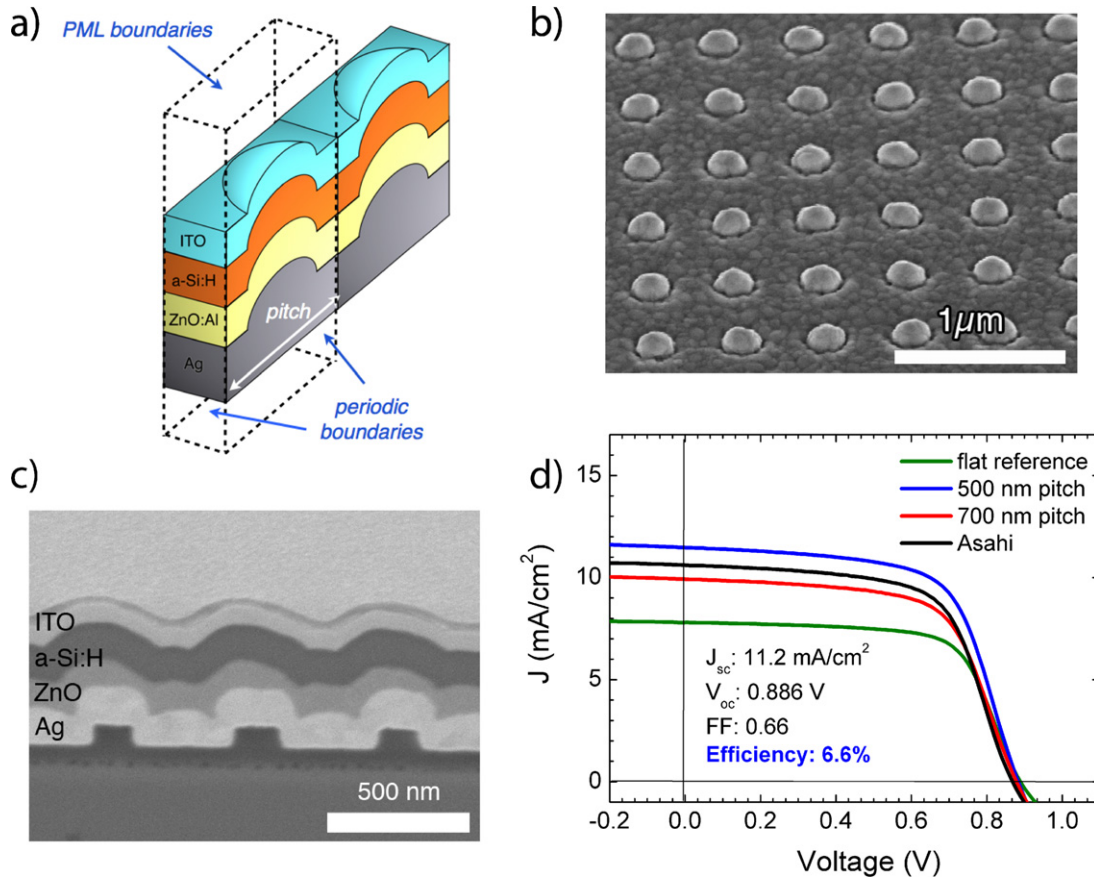 a)
PML boundaries
ITO
a-Si:H
ZnO:Al
Ag
pitch
periodic
boundaries
b)
1μm
c)
ITO
a-Si:H
ZnO
Ag
500 nm
d)
flat reference
500 nm pitch
700 nm pitch
Asahi
15
10
5
0
J (mA/cm²)
Jsc: 11.2 mA/cm²
Voc: 0.886 V
FF: 0.66
Efficiency: 6.6%
-0.2 0.0 0.2 0.4 0.6 0.8 1.0
Voltage (V)